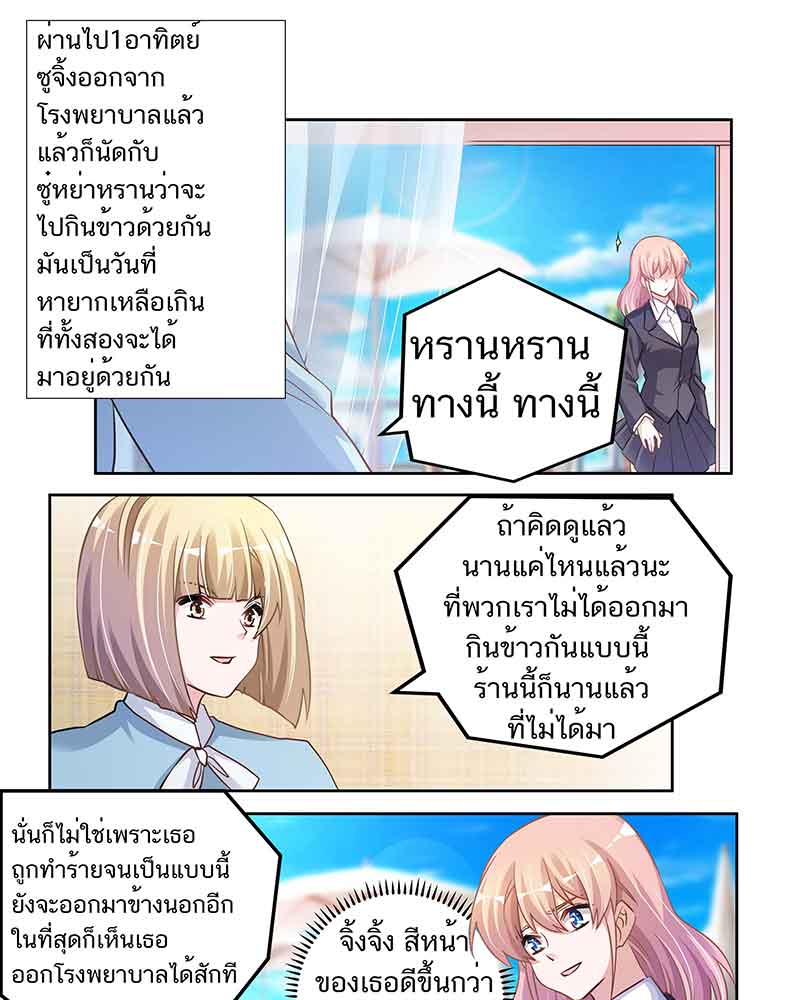 ผ่านไป1อาทิตย์
ซูจิ้งออกจาก
โรงพยาบาลแล้ว
แล้วก็นัดกับ
ซู๋หย่าหรานว่าจะ
ไปกินข้าวด้วยกัน
มันเป็นวันที่
หายากเหลือเกิน
ที่ทั้งสองจะได้
มาอยู่ด้วยกัน
หรานหราน
ทางนี้ ทางนี้
ถ้าคิดดูแล้ว
นานแค่ไหนแล้วนะ
ที่พวกเราไม่ได้ออกมา
กินข้าวกันแบบนี้
ร้านนี้ก็นานแล้ว
ที่ไม่ได้มา
นั่นก็ไม่ใช่เพราะเธอ
ถูกทำร้ายจนเป็นแบบนี้
ยังจะออกมาข้างนอกอีก
ในที่สุดก็เห็นเธอ
ออกโรงพยาบาลได้สักที
จิ้งจิ้ง สีหน้า
ของเธอดีขึ้นกว่า